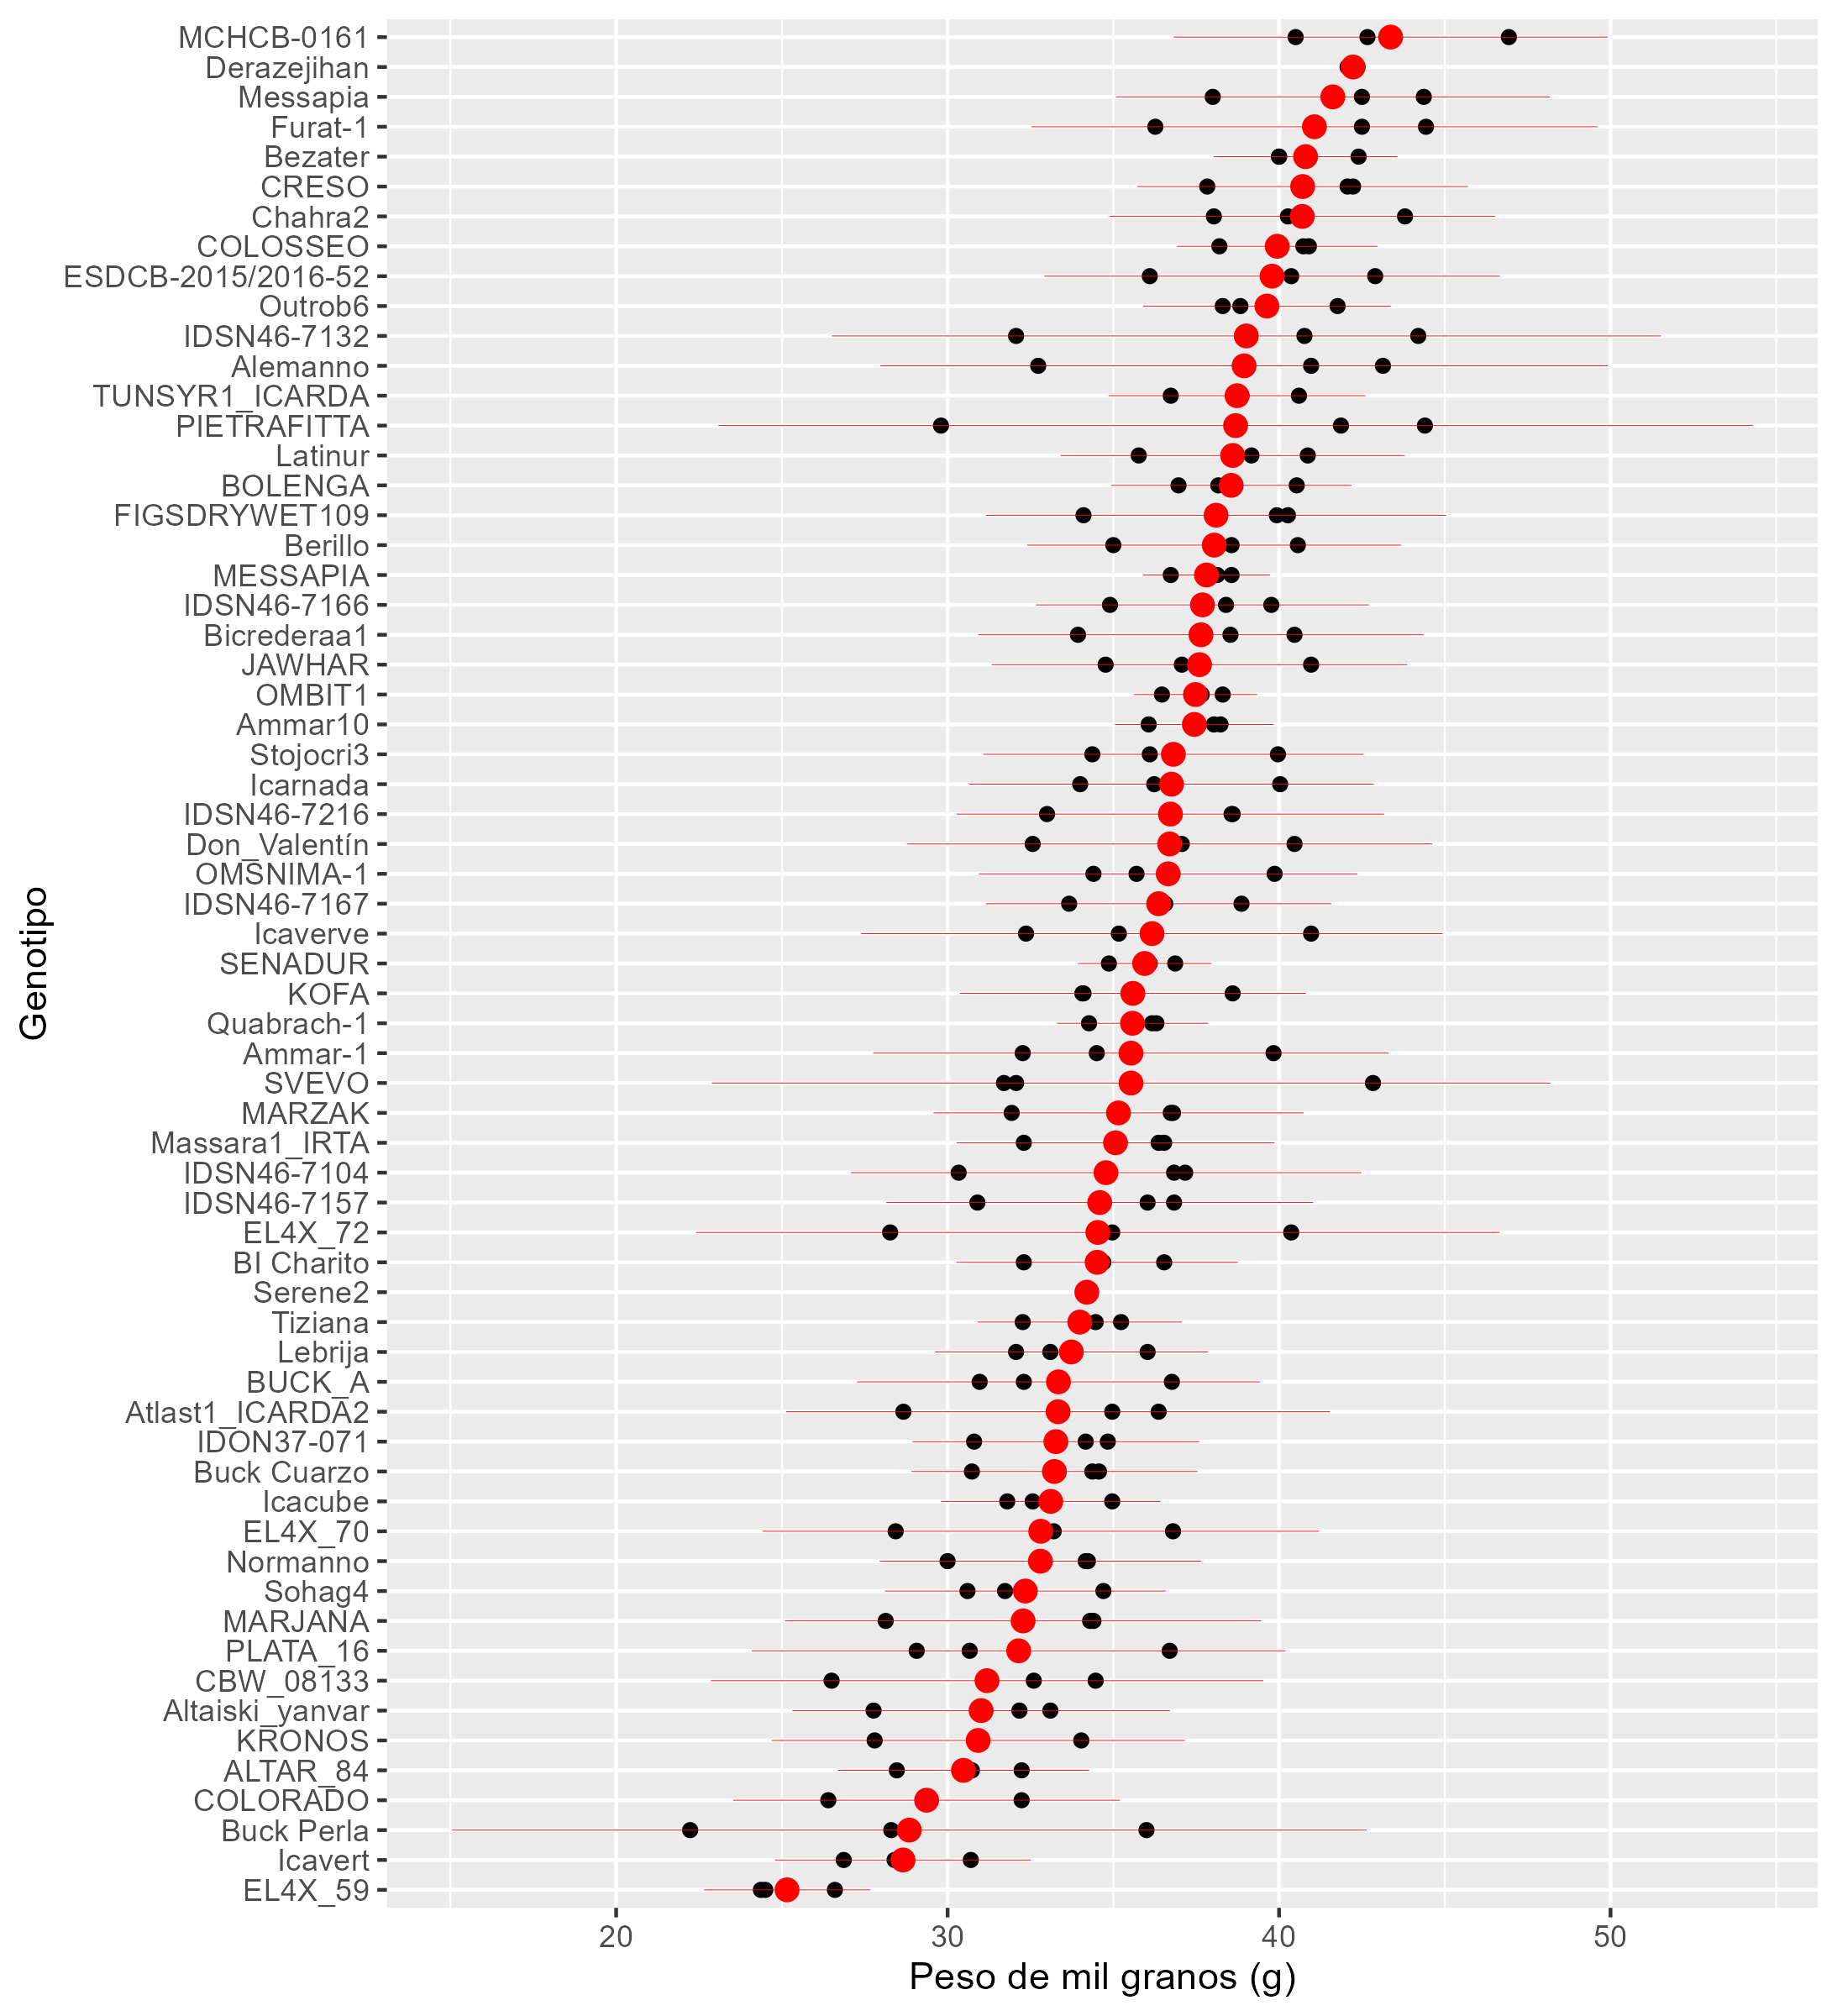 MCHCB-0161
Derazejihan
Messapia
Furat-1
Bezater
CRESO
Chahra2
COLOSSEO
ESDCB-2015/2016-52
Outrob6
IDSN46-7132
Alemanno
TUNSYR1_ICARDA
PIETRAFITTA
Latinur
BOLENGA
FIGSDRYWET109
Berillo
MESSAPIA
IDSN46-7166
Bicrederaa1
JAWHAR
OMBIT1
Ammar10
Stojocri3
Icarnada
IDSN46-7216
Don_Valentín
OMSNIMA-1
IDSN46-7167
Icaverve
SENADUR
KOFA
Quabrach-1
Ammar-1
SVEVO
MARZAK
Massara1_IRTA
IDSN46-7104
IDSN46-7157
EL4X_72
BI Charito
Serene2
Tiziana
Lebrija
BUCK_A
Atlast1_ICARDA2
IDON37-071
Buck Cuarzo
Icacube
EL4X_70
Normanno
Sohag4
MARJANA
PLATA_16
CBW_08133
Altaiski_yanvar
KRONOS
ALTAR_84
COLORADO
Buck Perla
Icavert
EL4X_59
Genotipo
20 30 40 50
Peso de mil granos (g)